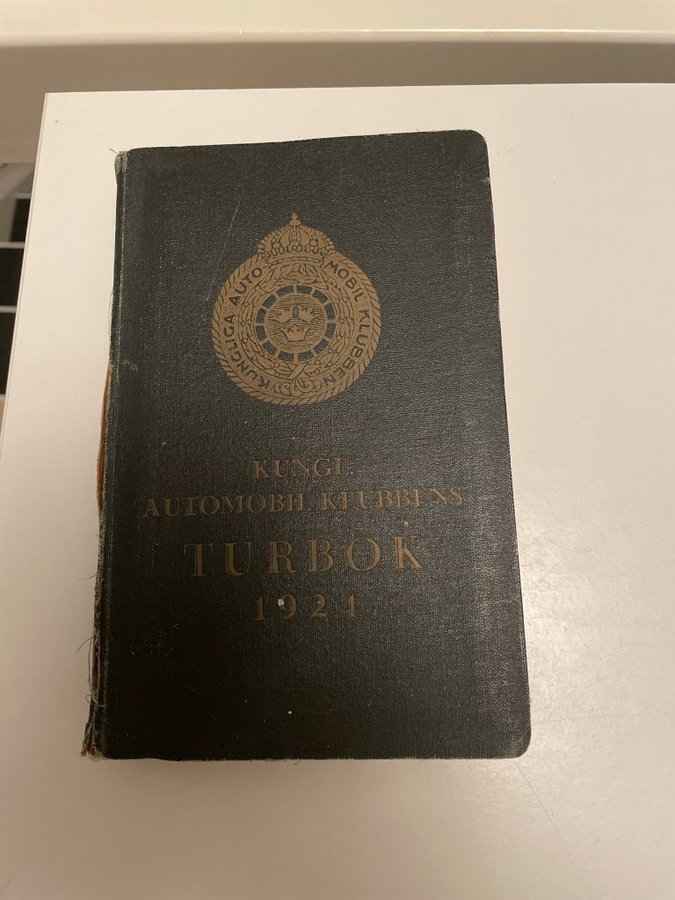 KUNGLIGA AUTO MOBIL KLUBBEN
KUNGL.
AUTOMOBIL KLUBBENS
TURBOK
1924